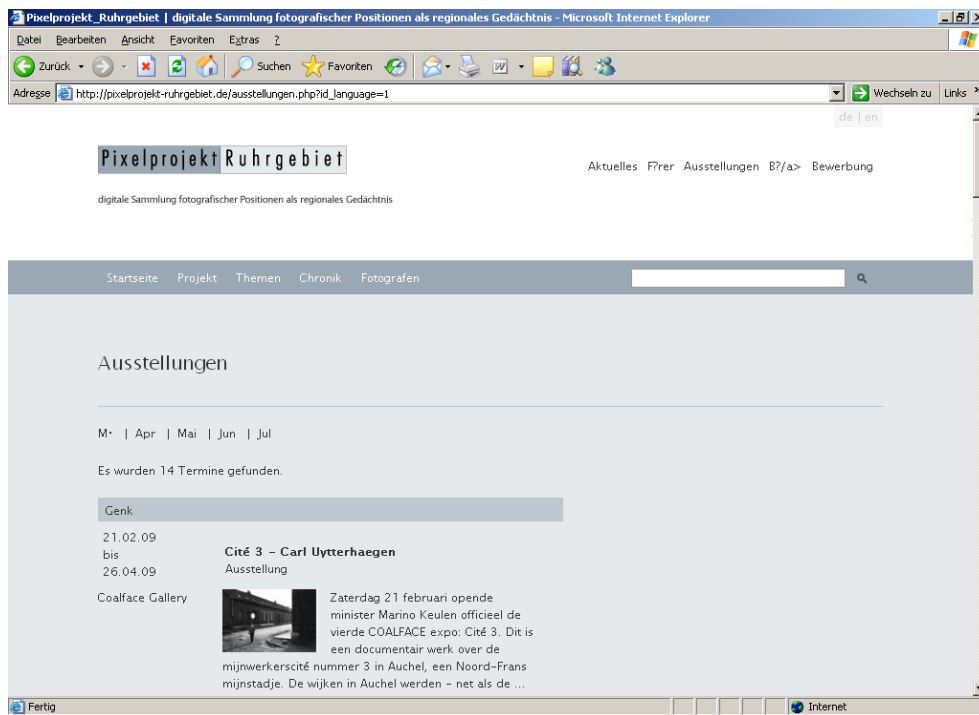 Pixelprojekt_Ruhrgebiet | digitale Sammlung fotografischer Positionen als regionales Gedächtnis - Microsoft Internet Explorer
Datei Bearbeiten Ansicht Favoriten Extras ?
Zurück Suchen Favoriten
Adresse http://pixelprojekt-ruhrgebiet.de/ausstellungen.php?id_language=1 Wechseln zu Links »
de | en
Pixelprojekt Ruhrgebiet
Aktuelles F?rer Ausstellungen B?/a> Bewerbung
digitale Sammlung fotografischer Positionen als regionales Gedächtnis
Startseite Projekt Themen Chronik Fotografen
Ausstellungen
M· | Apr | Mai | Jun | Jul
Es wurden 14 Termine gefunden.
Genk
21.02.09
bis
26.04.09
Coalface Gallery
Cité 3 – Carl Uytterhaegen
Ausstellung
Zaterdag 21 februari opende
minister Marino Keulen officieel de
vierde COALFACE expo: Cité 3. Dit is
een documentair werk over de
mijnwerkerscité nummer 3 in Auchel, een Noord-Frans
mijnstadje. De wijken in Auchel werden – net als de ...
Fertig Internet